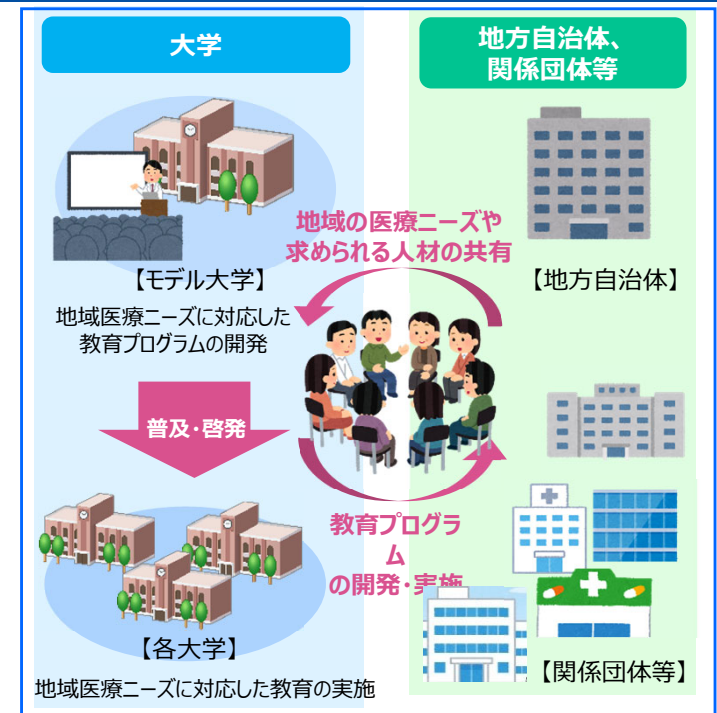 大学
地方自治体、
関係団体等
地域の医療ニーズや
求められる人材の共有
【モデル大学】
地域医療ニーズに対応した
教育プログラムの開発
【地方自治体】
普及・啓発
教育プログラ
ム
の開発・実施
【各大学】
地域医療ニーズに対応した教育の実施
【関係団体等】